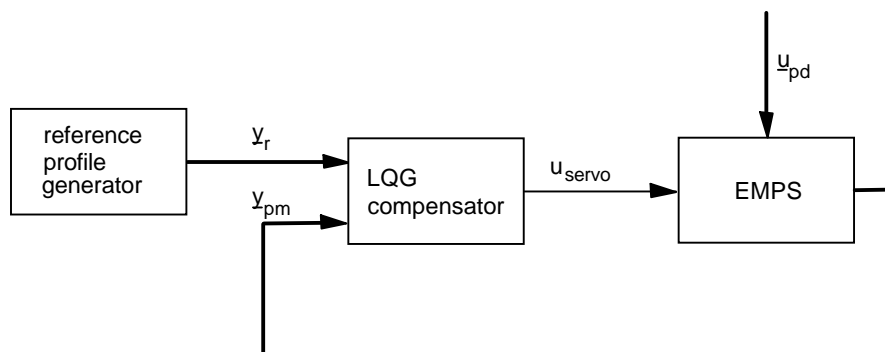 reference
profile
generator
y_r
y_pm
LQG
compensator
u_servo
u_pd
EMPS